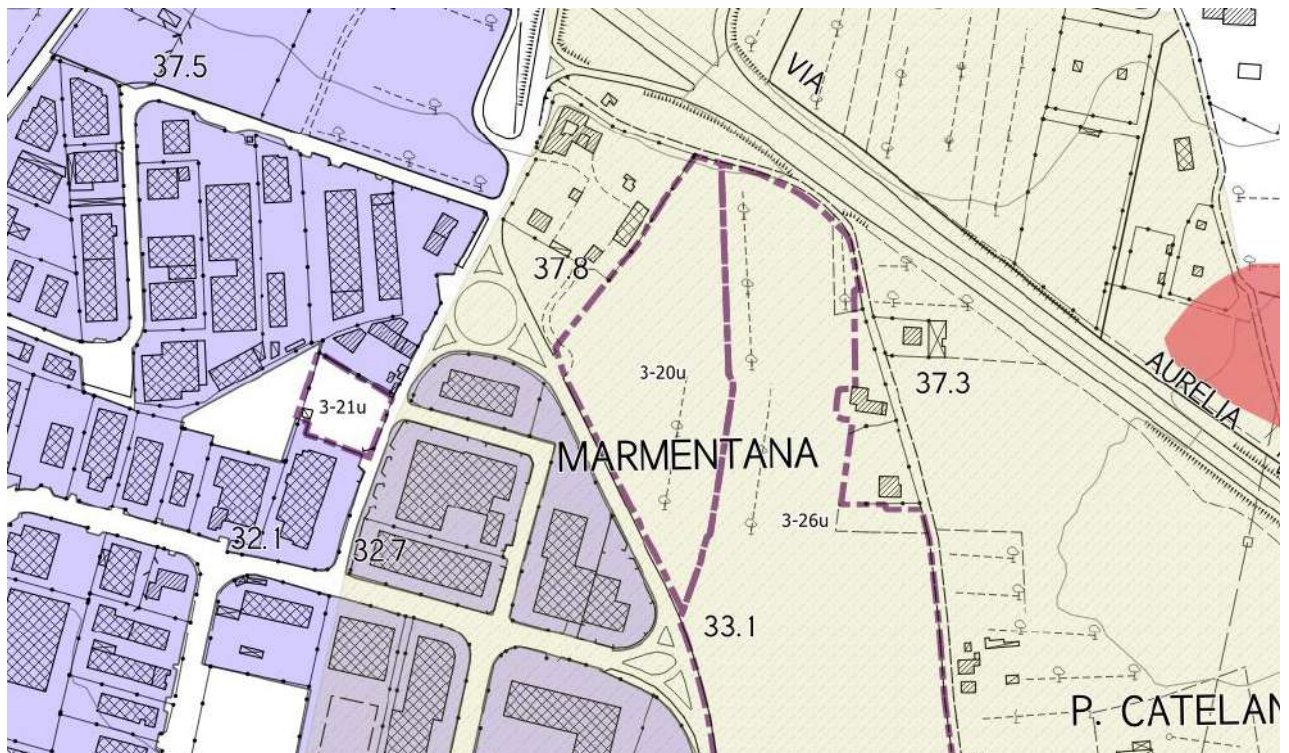 37.5
VIA
37.8
3-20u
37.3
AURELIA
3-21u
MARMENTANA
3-26u
32.1
32.7
33.1
P. CATELAN